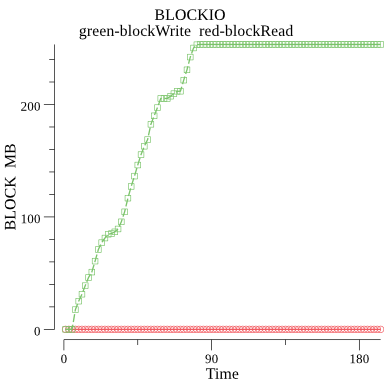 BLOCKIO
green-blockWrite red-blockRead
BLOCK MB
200
100
0
0 90 180
Time